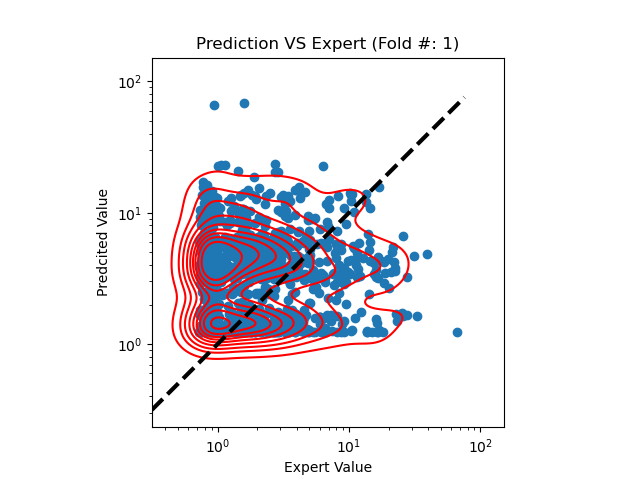 Prediction VS Expert (Fold #: 1)
10²
10¹
10⁰
Predcited Value
10⁰ 10¹ 10²
Expert Value